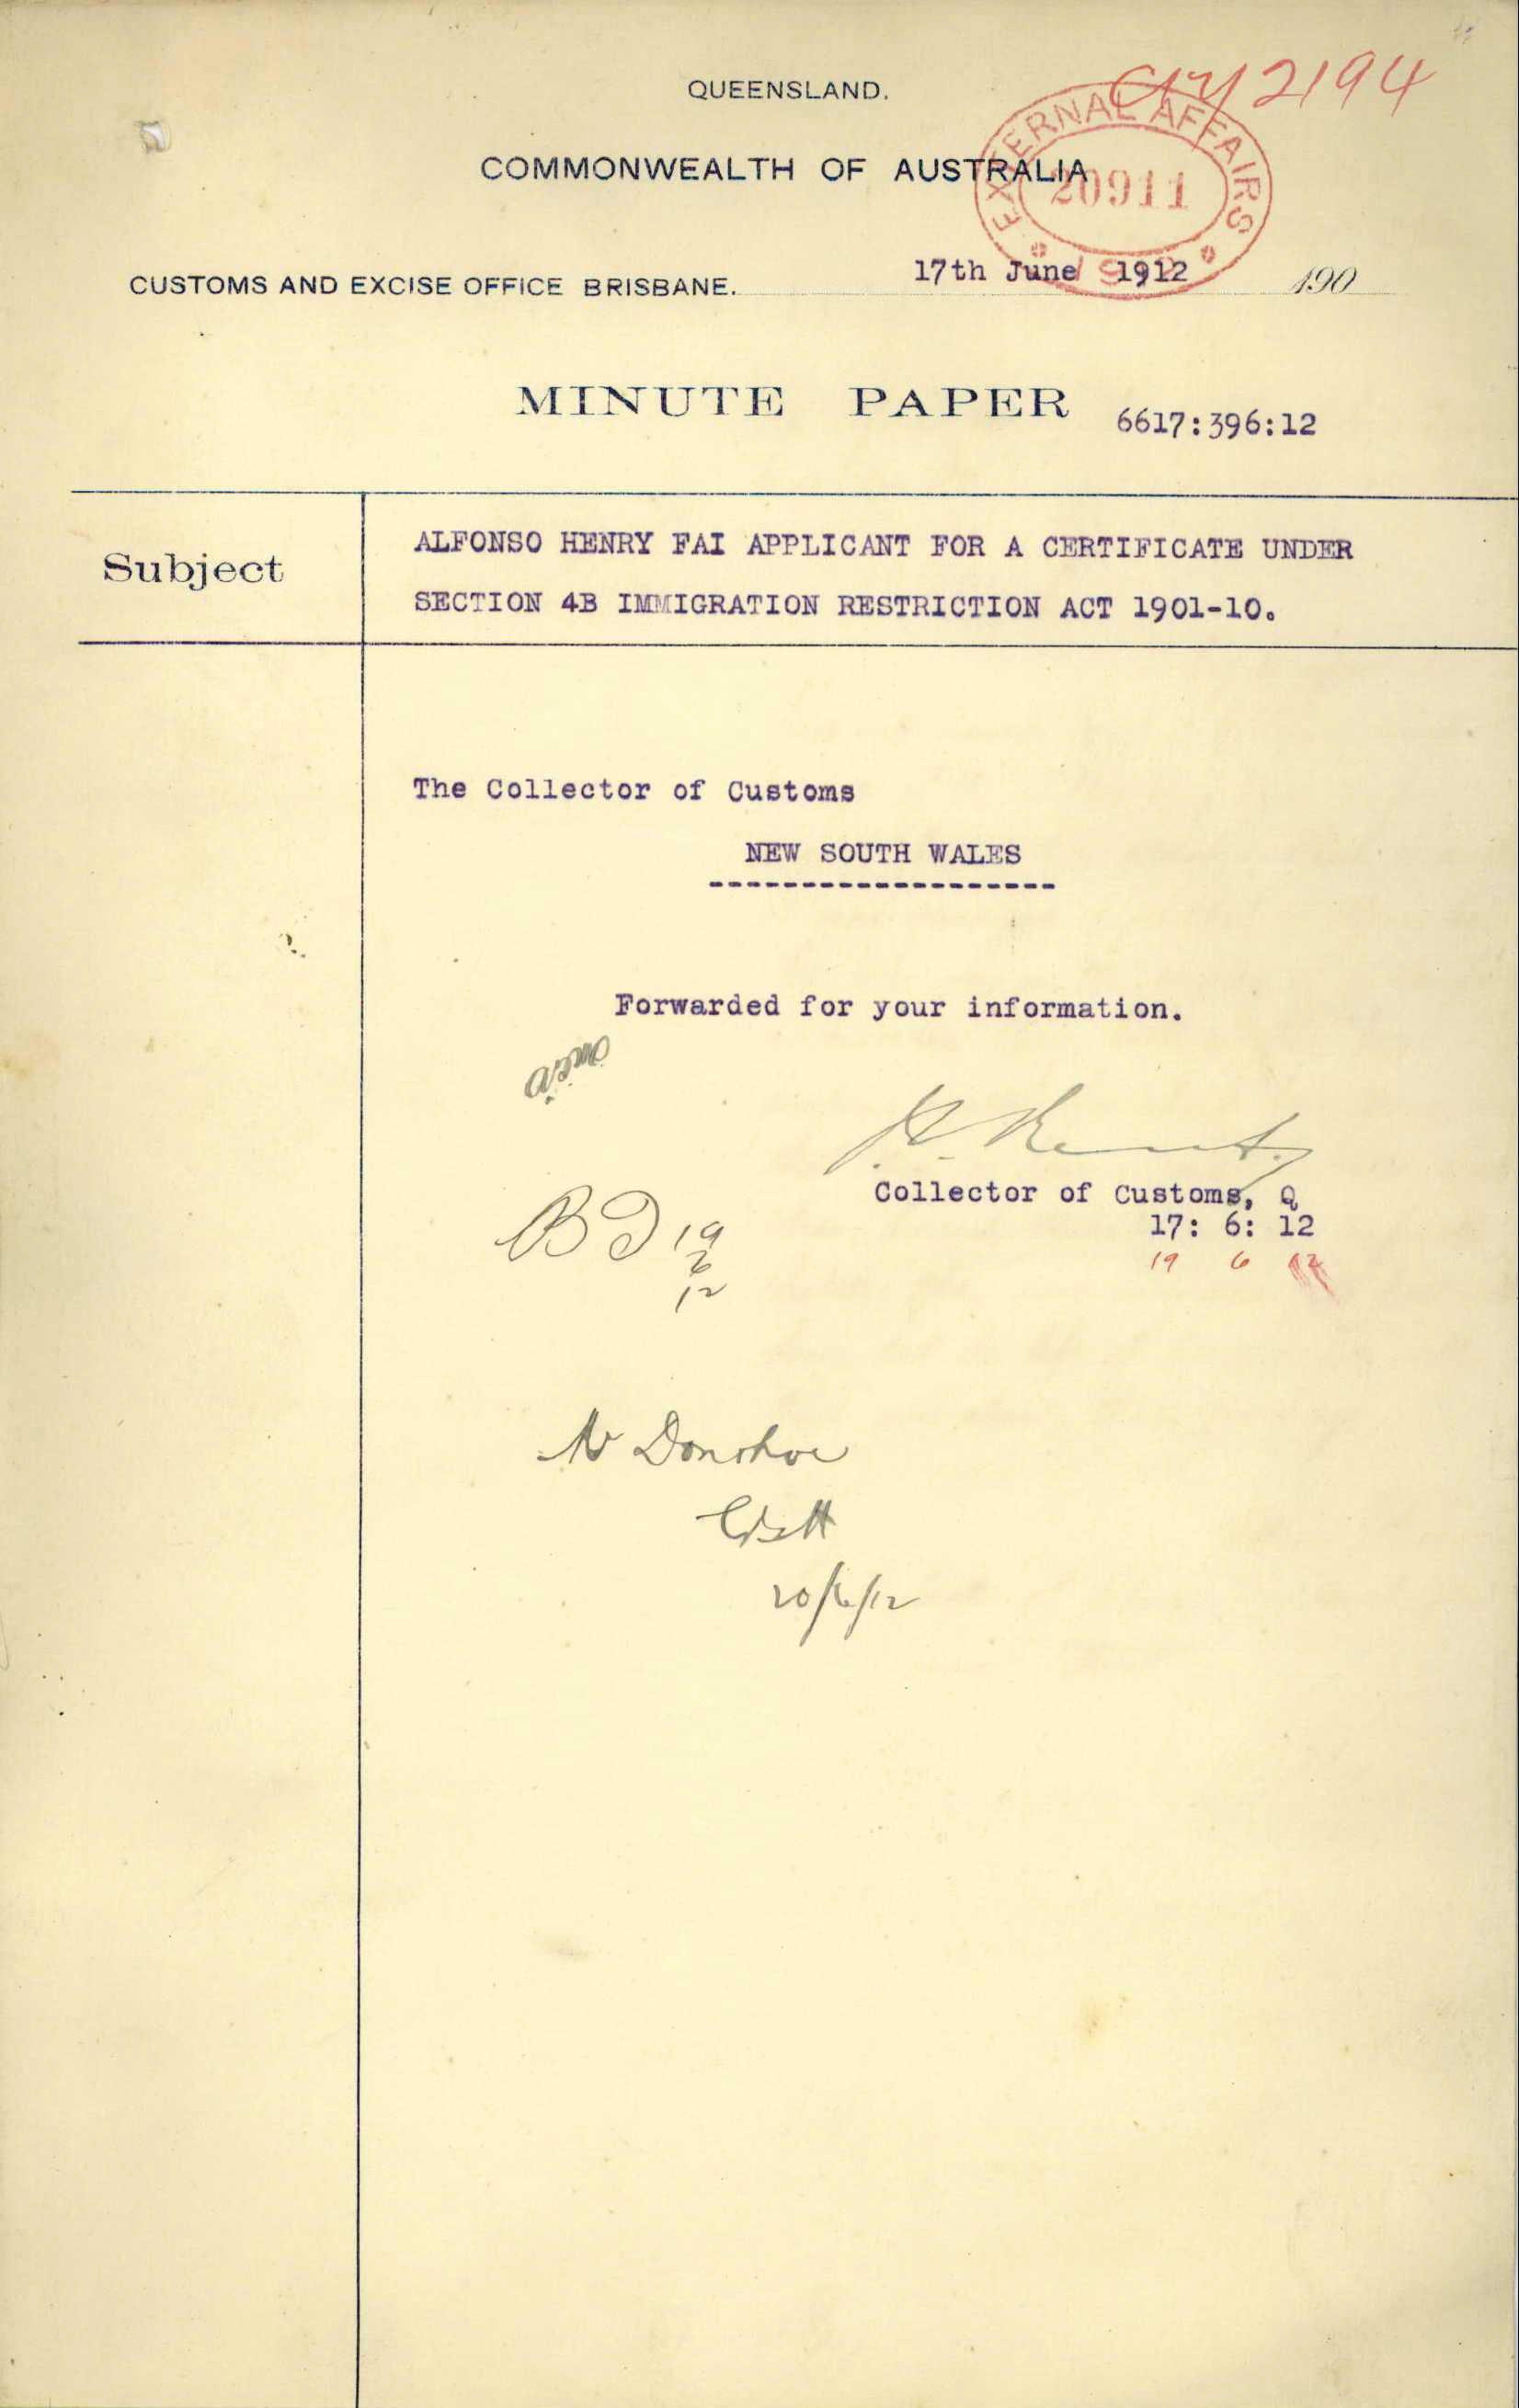 2194
QUEENSLAND.
EXTERNAL AFFAIRS
20911
COMMONWEALTH OF AUSTRALIA
CUSTOMS AND EXCISE OFFICE BRISBANE. 17th June 1912 190
MINUTE PAPER 6617:396:12
Subject
ALFONSO HENRY FAI APPLICANT FOR A CERTIFICATE UNDER
SECTION 4B IMMIGRATION RESTRICTION ACT 1901-10.
The Collector of Customs
NEW SOUTH WALES
Forwarded for your information.
Collector of Customs, Q
17: 6: 12
19 6 12
19
6
12
Mr Donohoe
20/6/12